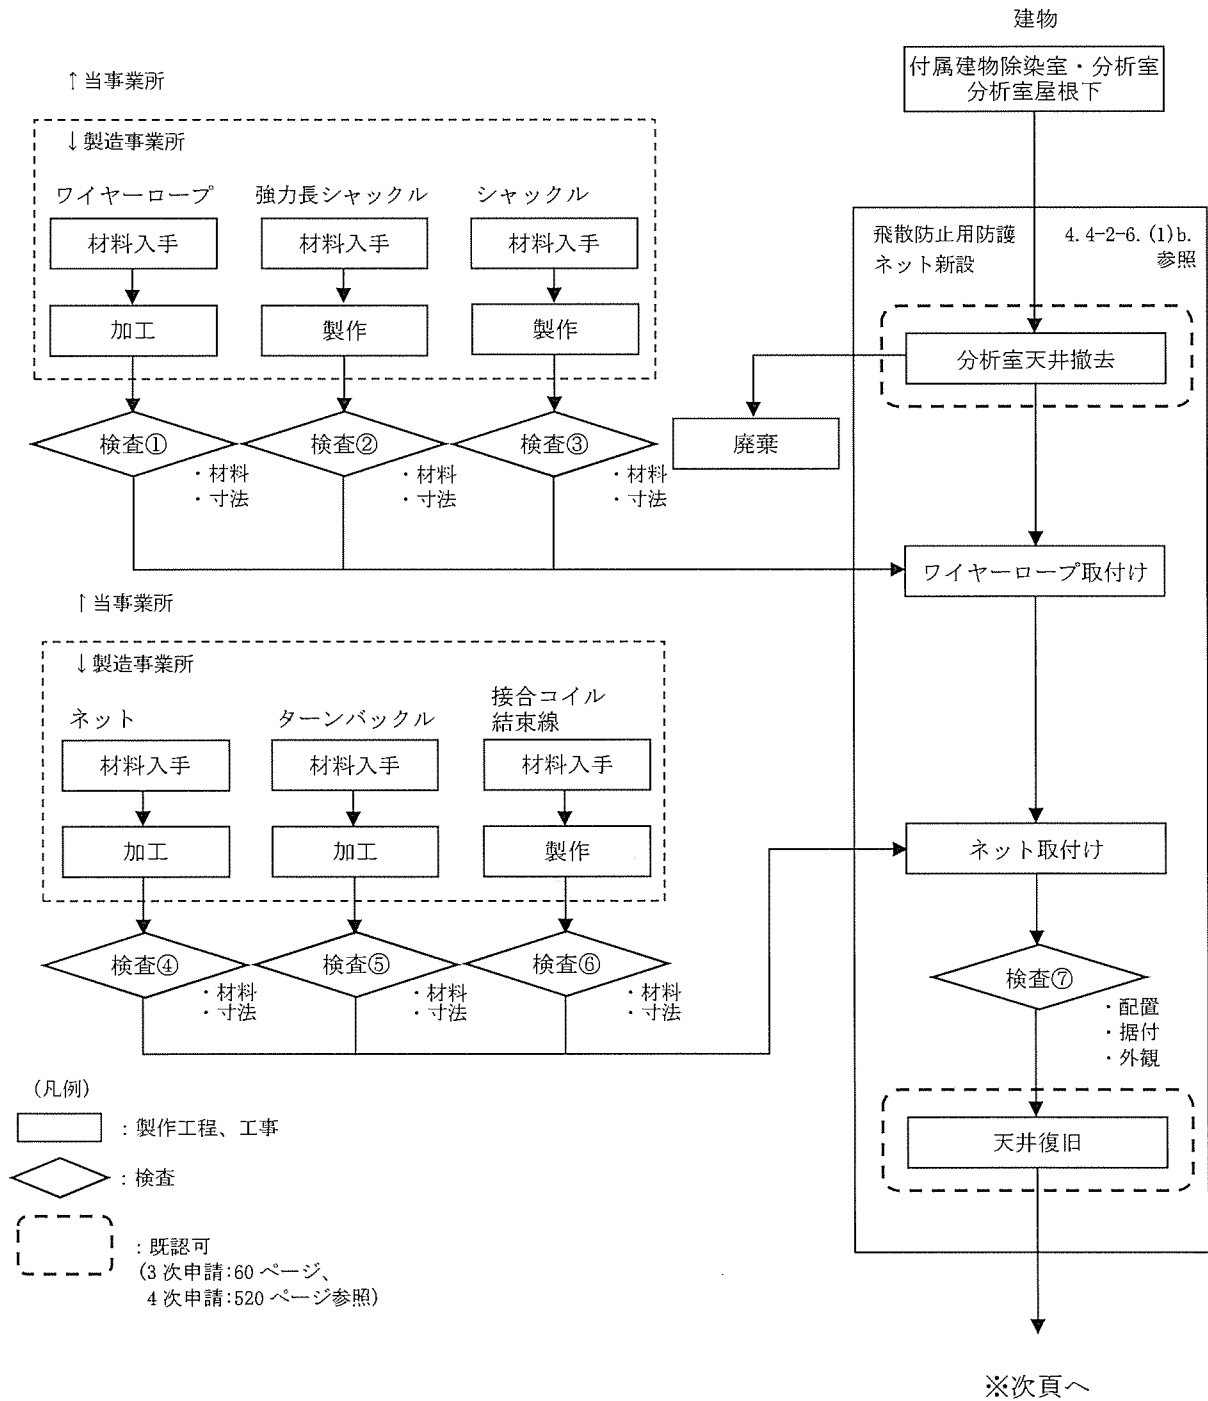 建物
付属建物除染室・分析室
分析室屋根下
↑当事業所
↓製造事業所
ワイヤーロープ
強力長シャックル
シャックル
材料入手
材料入手
材料入手
加工
製作
製作
検査①
・材料
・寸法
検査②
・材料
・寸法
検査③
・材料
・寸法
飛散防止用防護
ネット新設
4.4-2-6.(1)b.
参照
分析室天井撤去
廃棄
ワイヤーロープ取付け
↑当事業所
↓製造事業所
ネット
ターンバックル
接合コイル
結束線
材料入手
材料入手
材料入手
加工
加工
製作
検査④
・材料
・寸法
検査⑤
・材料
・寸法
検査⑥
・材料
・寸法
ネット取付け
検査⑦
・配置
・据付
・外観
天井復旧
(凡例)
：製作工程、工事
：検査
：既認可
(3次申請:60ページ、
4次申請:520ページ参照)
※次頁へ